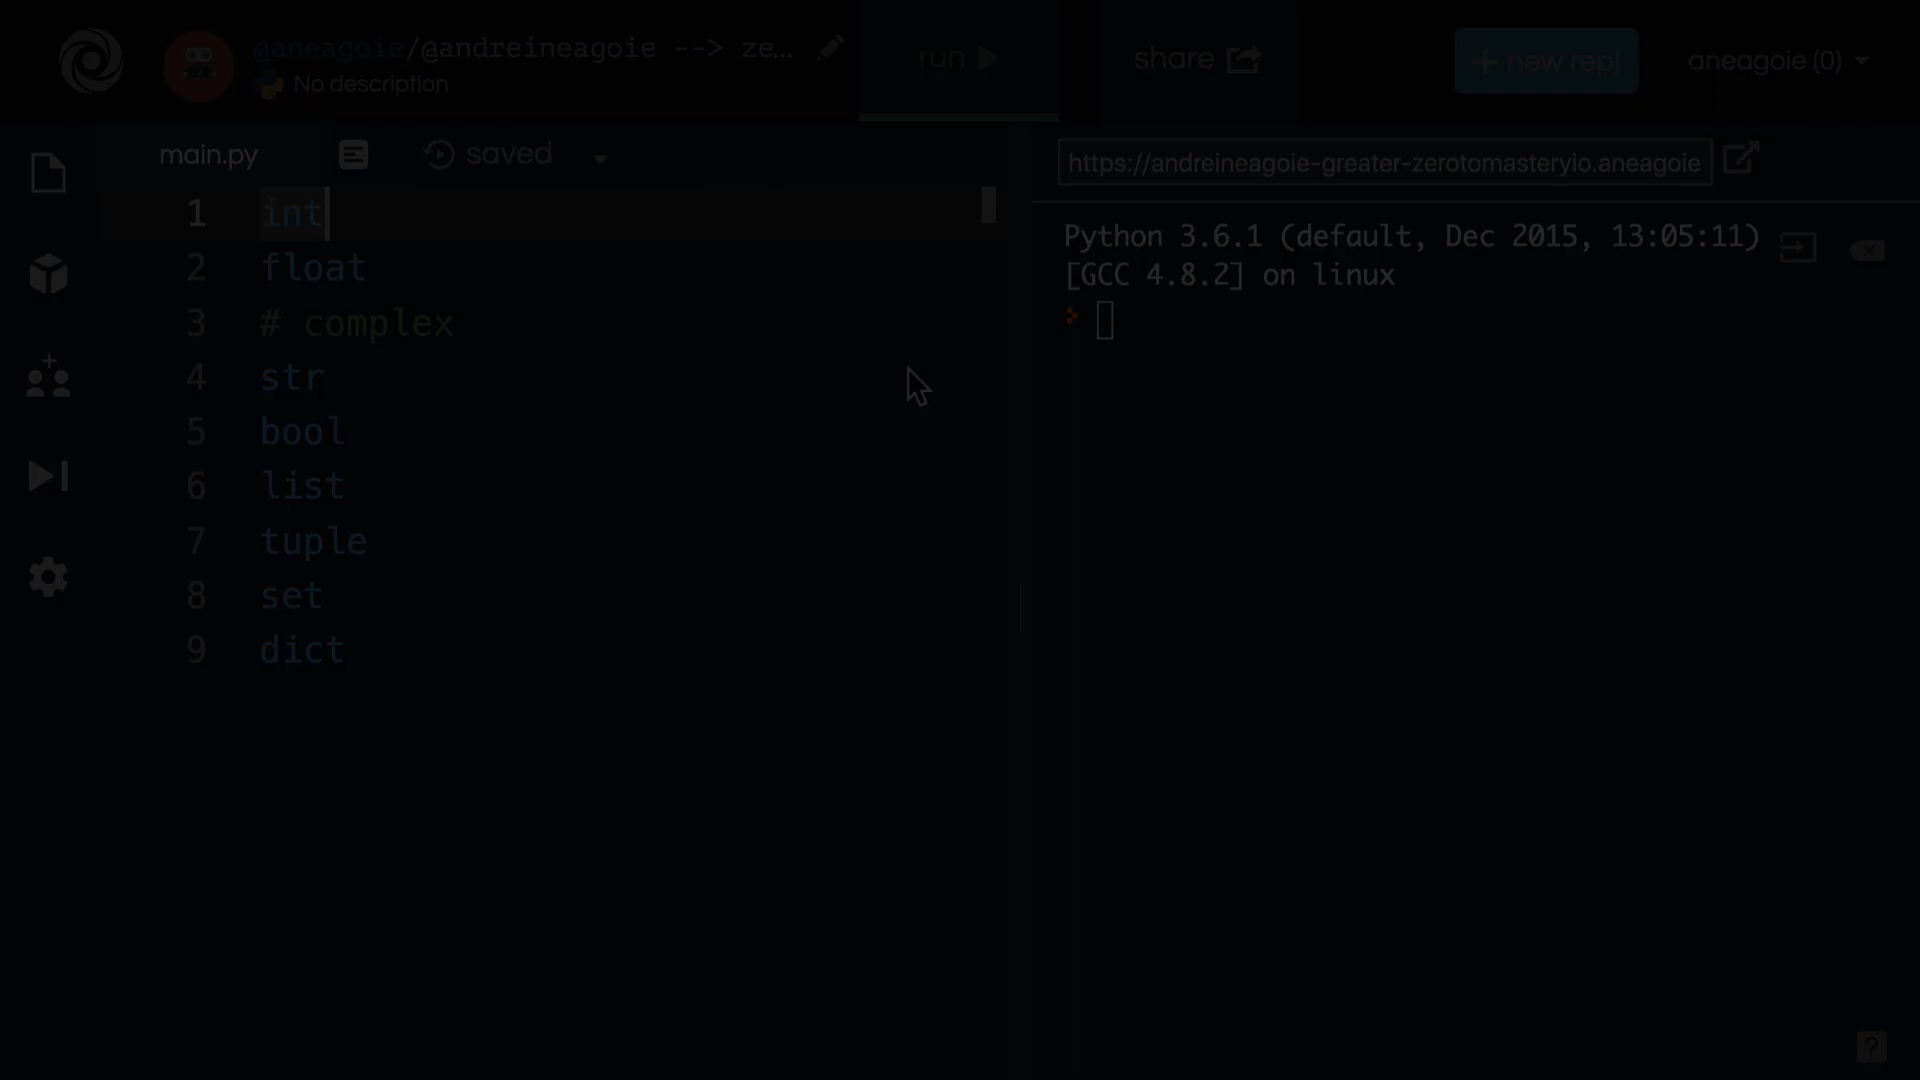 @aneagoie/@andreineagoie --> ze...
No description
run
share
+ new repl
aneagoie (0)
main.py
saved
https://andreineagoie-greater-zerotomasteryio.aneagoie
1 int
2 float
3 # complex
4 str
5 bool
6 list
7 tuple
8 set
9 dict
Python 3.6.1 (default, Dec 2015, 13:05:11)
[GCC 4.8.2] on linux
?